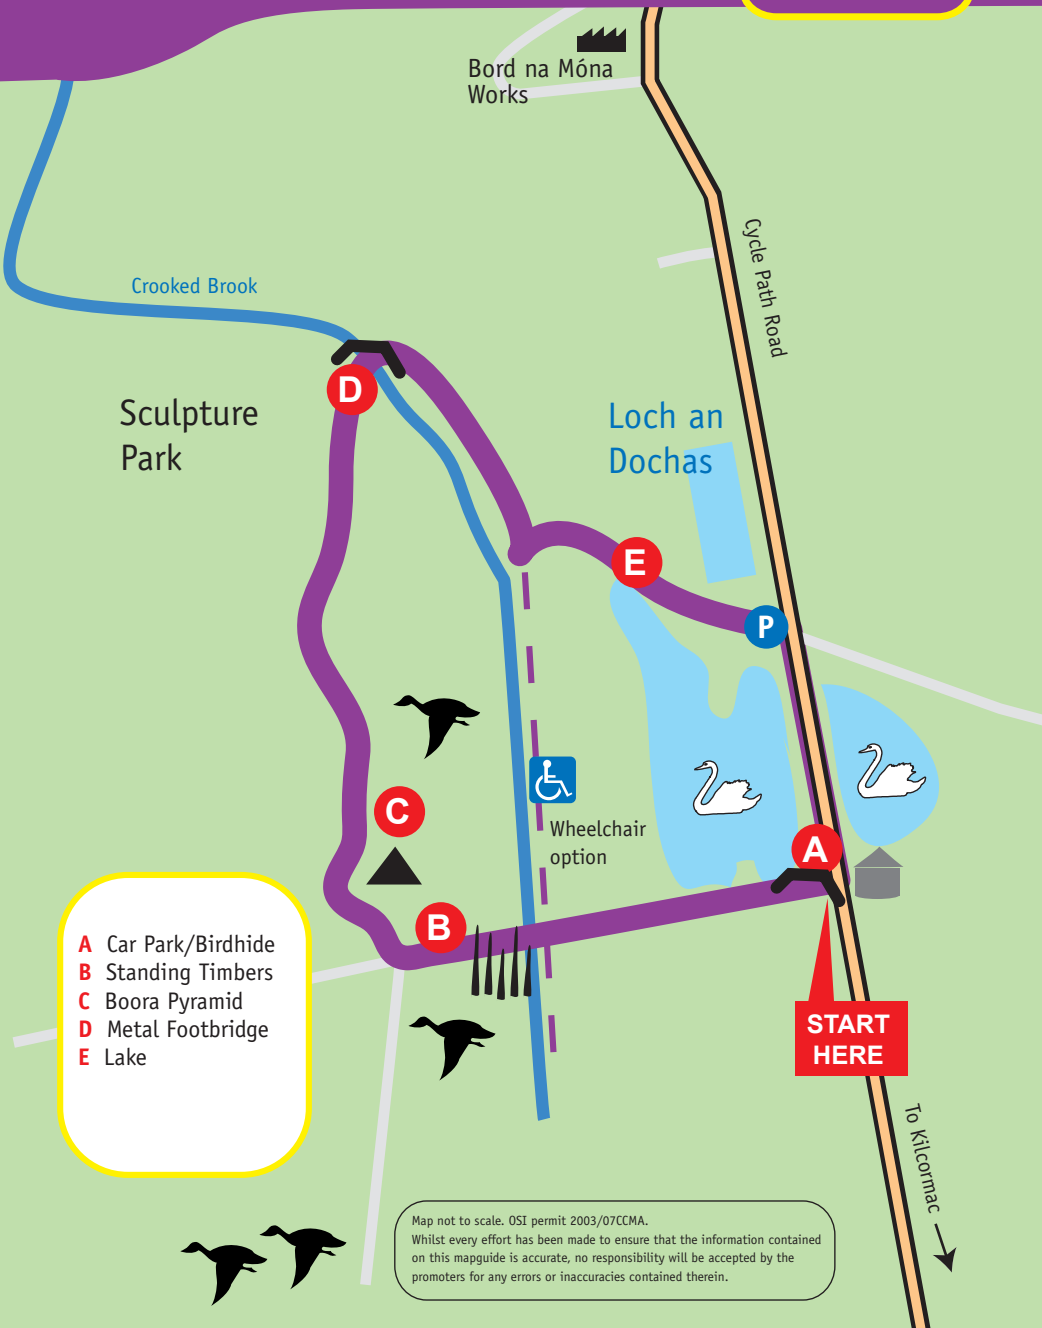 Bord na Móna
Works
Cycle Path Road
Crooked Brook
D
Sculpture
Park
Loch an
Dochas
E
P
C
Wheelchair
option
A
B
A Car Park/Birdhide
B Standing Timbers
C Boora Pyramid
D Metal Footbridge
E Lake
START
HERE
To Kilcormac
Map not to scale. OSI permit 2003/07CCMA.
Whilst every effort has been made to ensure that the information contained
on this mapguide is accurate, no responsibility will be accepted by the
promoters for any errors or inaccuracies contained therein.